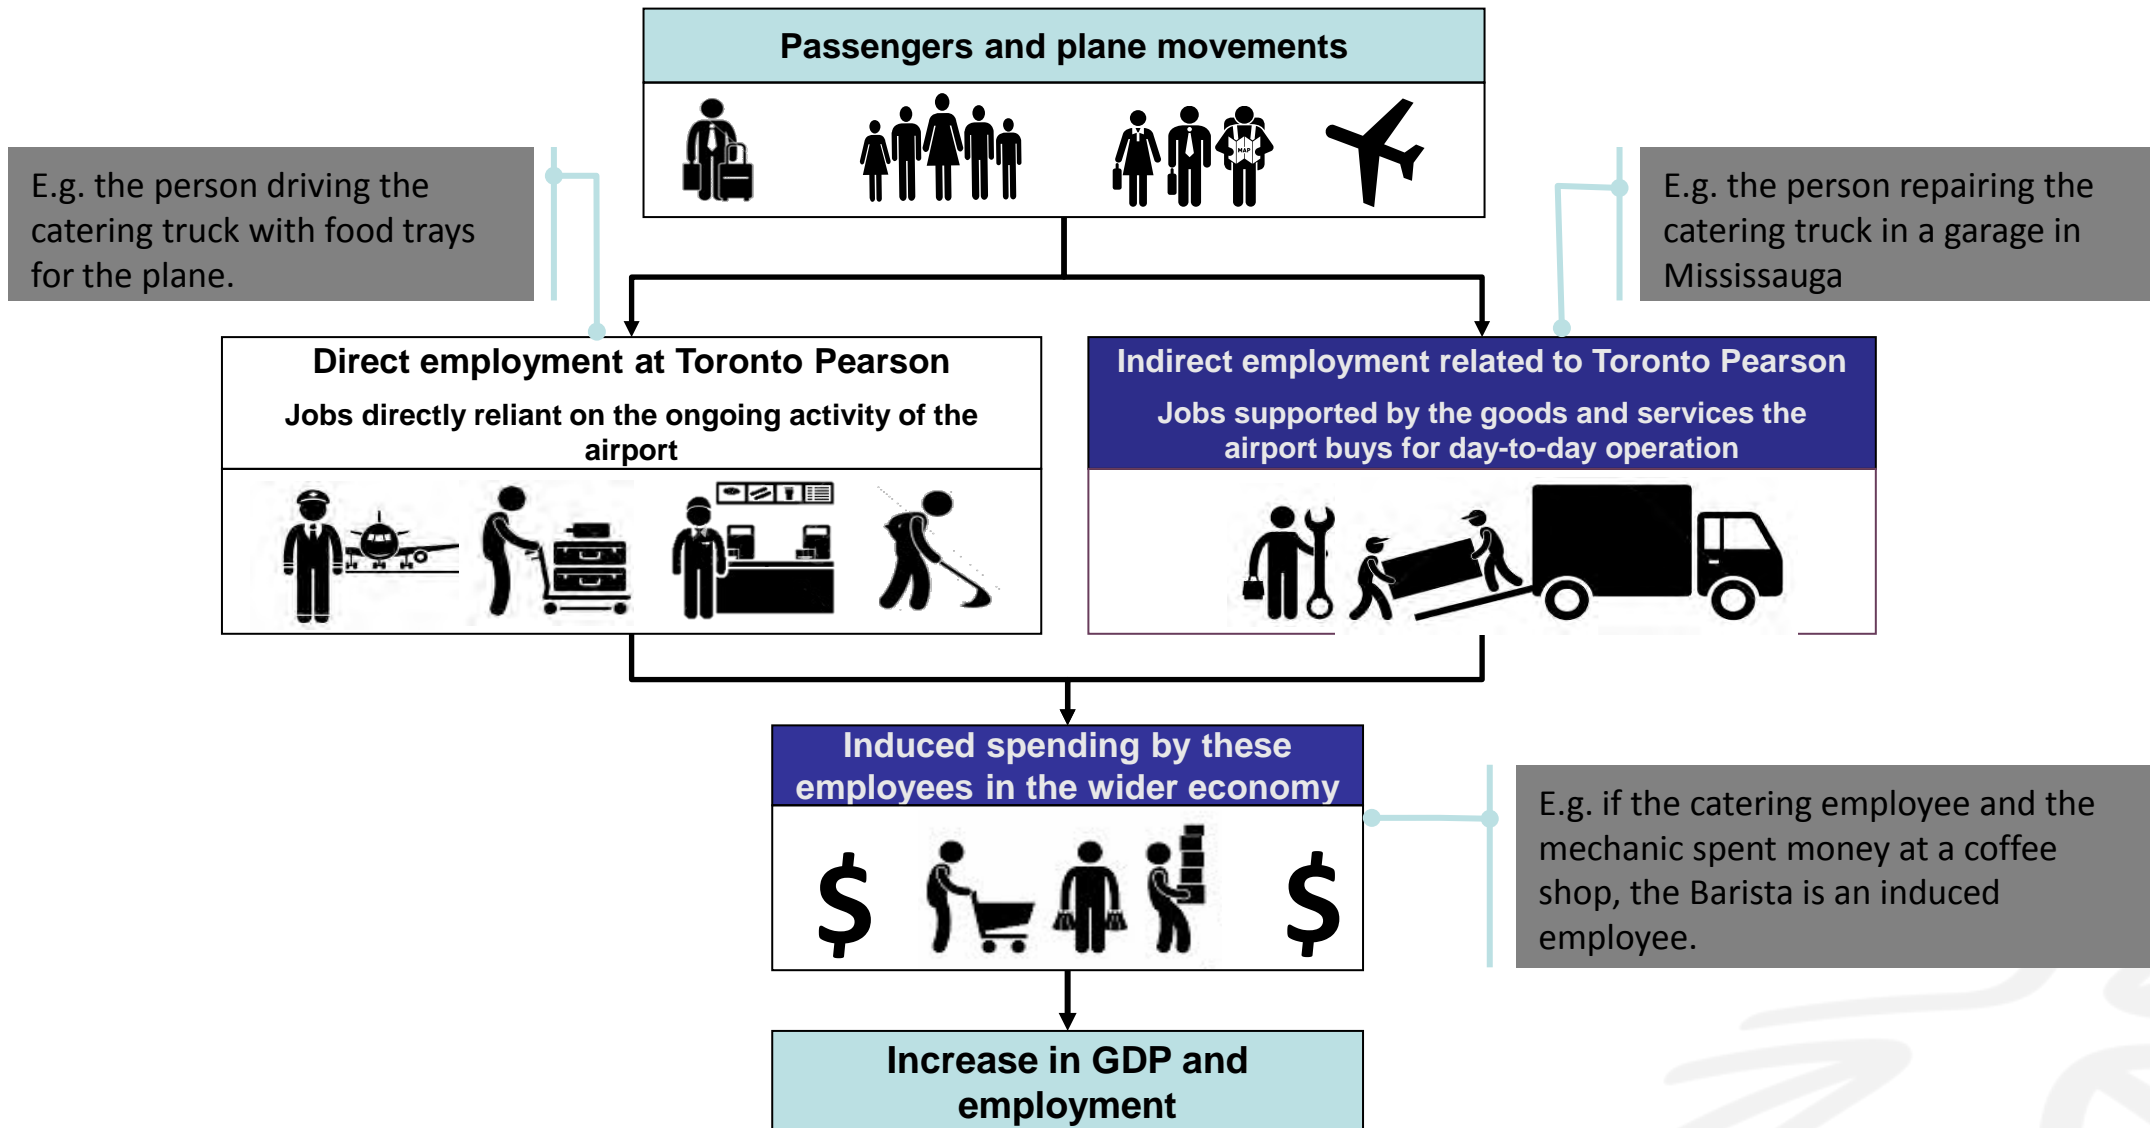 Passengers and plane movements
MAP
E.g. the person driving the
catering truck with food trays
for the plane.
E.g. the person repairing the
catering truck in a garage in
Mississauga
Direct employment at Toronto Pearson
Jobs directly reliant on the ongoing activity of the
airport
Indirect employment related to Toronto Pearson
Jobs supported by the goods and services the
airport buys for day-to-day operation
Induced spending by these
employees in the wider economy
$ $
E.g. if the catering employee and the
mechanic spent money at a coffee
shop, the Barista is an induced
employee.
Increase in GDP and
employment